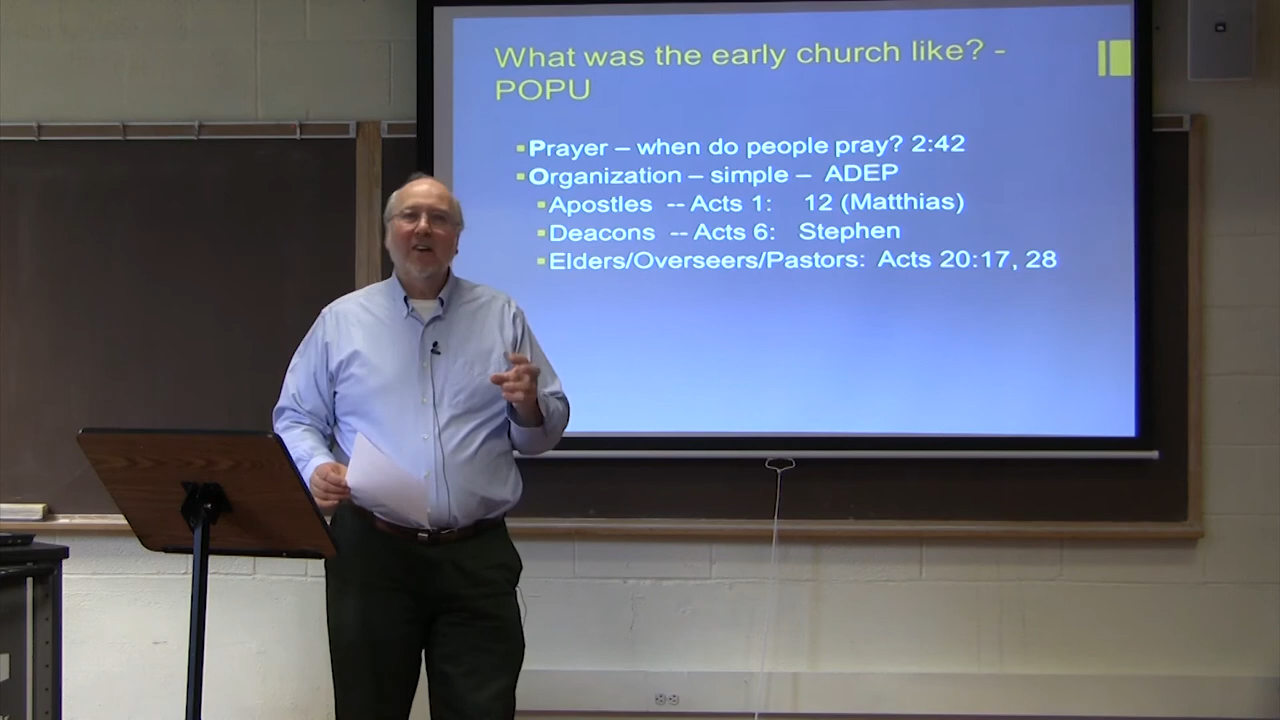 What was the early church like? -
POPU
Prayer – when do people pray? 2:42
Organization – simple – ADEP
Apostles -- Acts 1: 12 (Matthias)
Deacons -- Acts 6: Stephen
Elders/Overseers/Pastors: Acts 20:17, 28